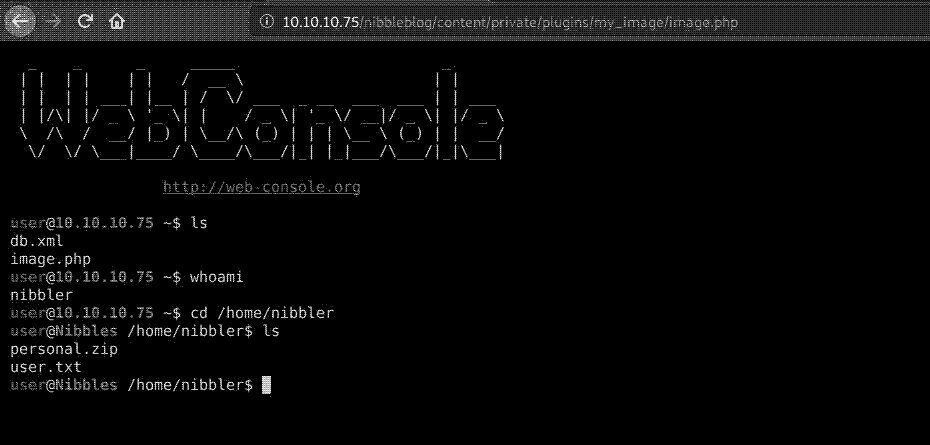 10.10.10.75/nibbleblog/content/private/plugins/my_image/image.php
WebConsole
http://web-console.org
user@10.10.10.75 ~$ ls
db.xml
image.php
user@10.10.10.75 ~$ whoami
nibbler
user@10.10.10.75 ~$ cd /home/nibbler
user@Nibbles /home/nibbler$ ls
personal.zip
user.txt
user@Nibbles /home/nibbler$